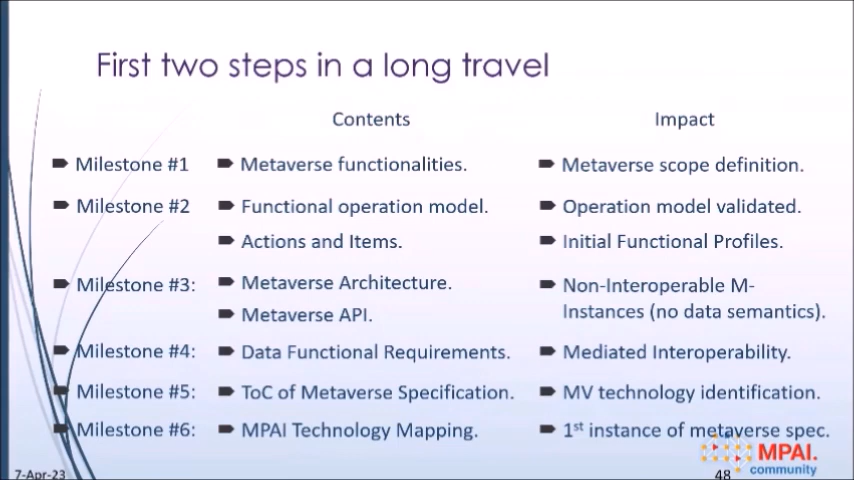 First two steps in a long travel
Contents Impact
Milestone #1 Metaverse functionalities. Metaverse scope definition.
Milestone #2 Functional operation model. Operation model validated.
Actions and Items. Initial Functional Profiles.
Milestone #3: Metaverse Architecture. Non-Interoperable M-
Metaverse API. Instances (no data semantics).
Milestone #4: Data Functional Requirements. Mediated Interoperability.
Milestone #5: ToC of Metaverse Specification. MV technology identification.
Milestone #6: MPAI Technology Mapping. 1st instance of metaverse spec.
MPAI.
community
7-Apr-23 48